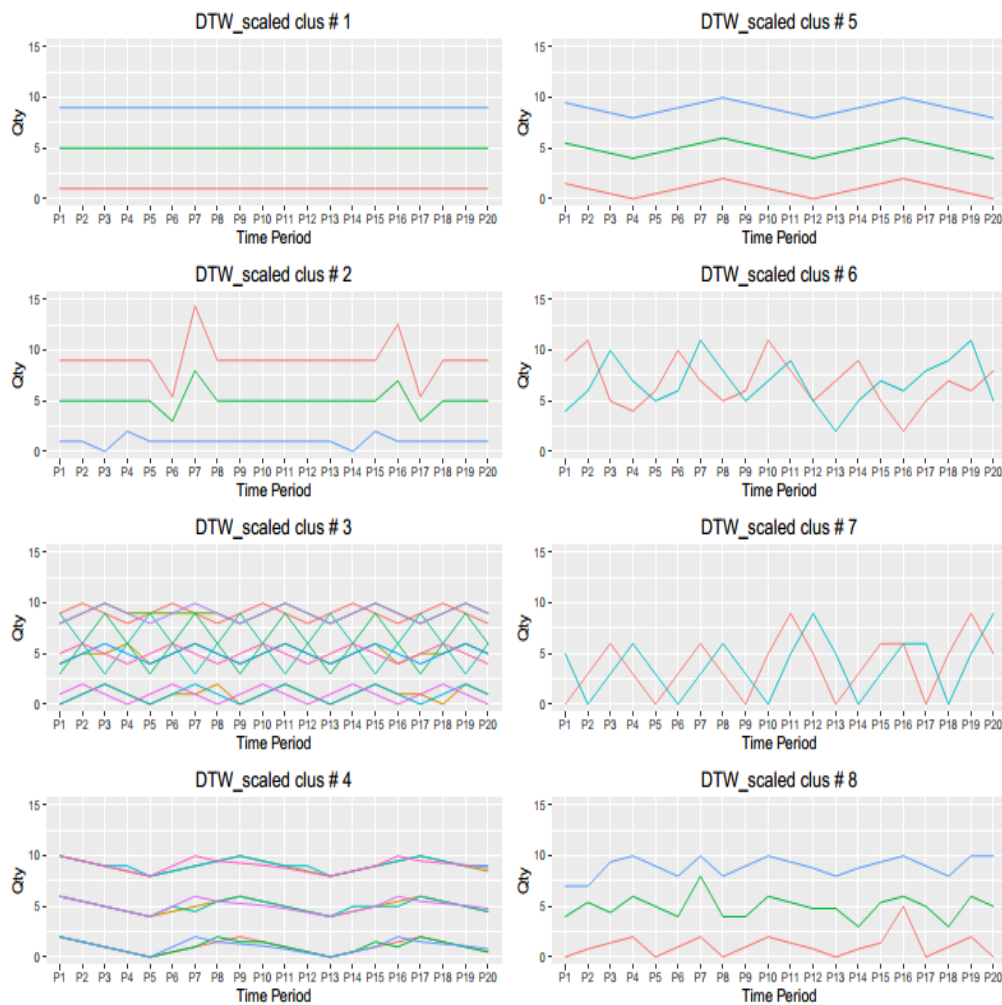 DTW_scaled clus # 1
15
10
5
0
Qty
P1 P2 P3 P4 P5 P6 P7 P8 P9 P10 P11 P12 P13 P14 P15 P16 P17 P18 P19 P20
Time Period
DTW_scaled clus # 5
15
10
5
0
Qty
P1 P2 P3 P4 P5 P6 P7 P8 P9 P10 P11 P12 P13 P14 P15 P16 P17 P18 P19 P20
Time Period
DTW_scaled clus # 2
15
10
5
0
Qty
P1 P2 P3 P4 P5 P6 P7 P8 P9 P10 P11 P12 P13 P14 P15 P16 P17 P18 P19 P20
Time Period
DTW_scaled clus # 6
15
10
5
0
Qty
P1 P2 P3 P4 P5 P6 P7 P8 P9 P10 P11 P12 P13 P14 P15 P16 P17 P18 P19 P20
Time Period
DTW_scaled clus # 3
15
10
5
0
Qty
P1 P2 P3 P4 P5 P6 P7 P8 P9 P10 P11 P12 P13 P14 P15 P16 P17 P18 P19 P20
Time Period
DTW_scaled clus # 7
15
10
5
0
Qty
P1 P2 P3 P4 P5 P6 P7 P8 P9 P10 P11 P12 P13 P14 P15 P16 P17 P18 P19 P20
Time Period
DTW_scaled clus # 4
15
10
5
0
Qty
P1 P2 P3 P4 P5 P6 P7 P8 P9 P10 P11 P12 P13 P14 P15 P16 P17 P18 P19 P20
Time Period
DTW_scaled clus # 8
15
10
5
0
Qty
P1 P2 P3 P4 P5 P6 P7 P8 P9 P10 P11 P12 P13 P14 P15 P16 P17 P18 P19 P20
Time Period